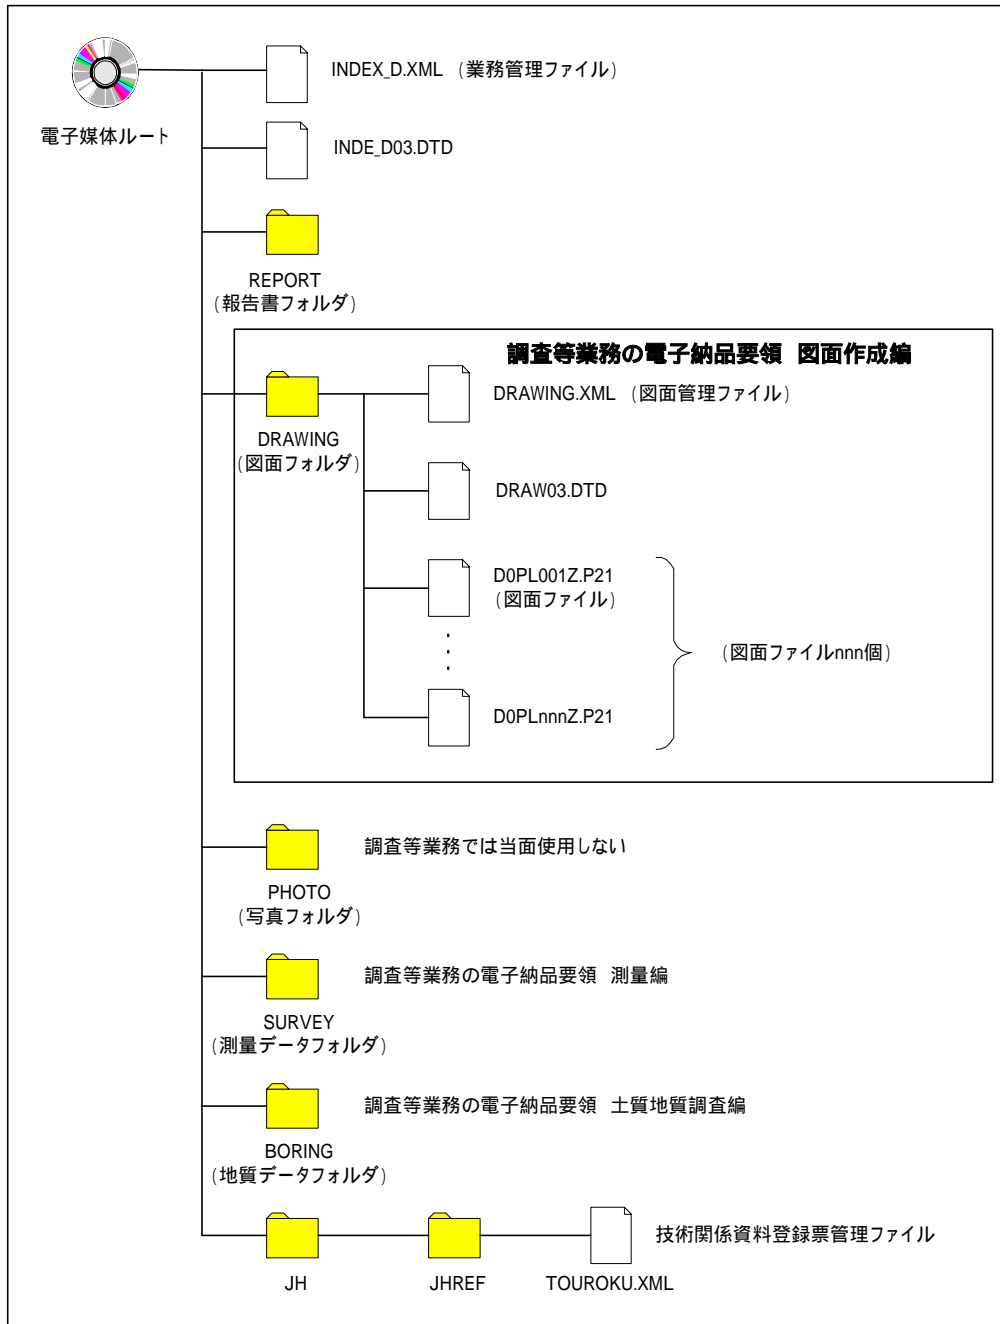 INDEX_D.XML (業務管理ファイル)
電子媒体ルート
INDE_D03.DTD
REPORT
(報告書フォルダ)
調査等業務の電子納品要領 図面作成編
DRAWING.XML (図面管理ファイル)
DRAWING
(図面フォルダ)
DRAW03.DTD
D0PL001Z.P21
(図面ファイル)
(図面ファイルnnn個)
D0PLnnnZ.P21
調査等業務では当面使用しない
PHOTO
(写真フォルダ)
調査等業務の電子納品要領 測量編
SURVEY
(測量データフォルダ)
調査等業務の電子納品要領 土質地質調査編
BORING
(地質データフォルダ)
技術関係資料登録票管理ファイル
JH
JHREF
TOUROKU.XML